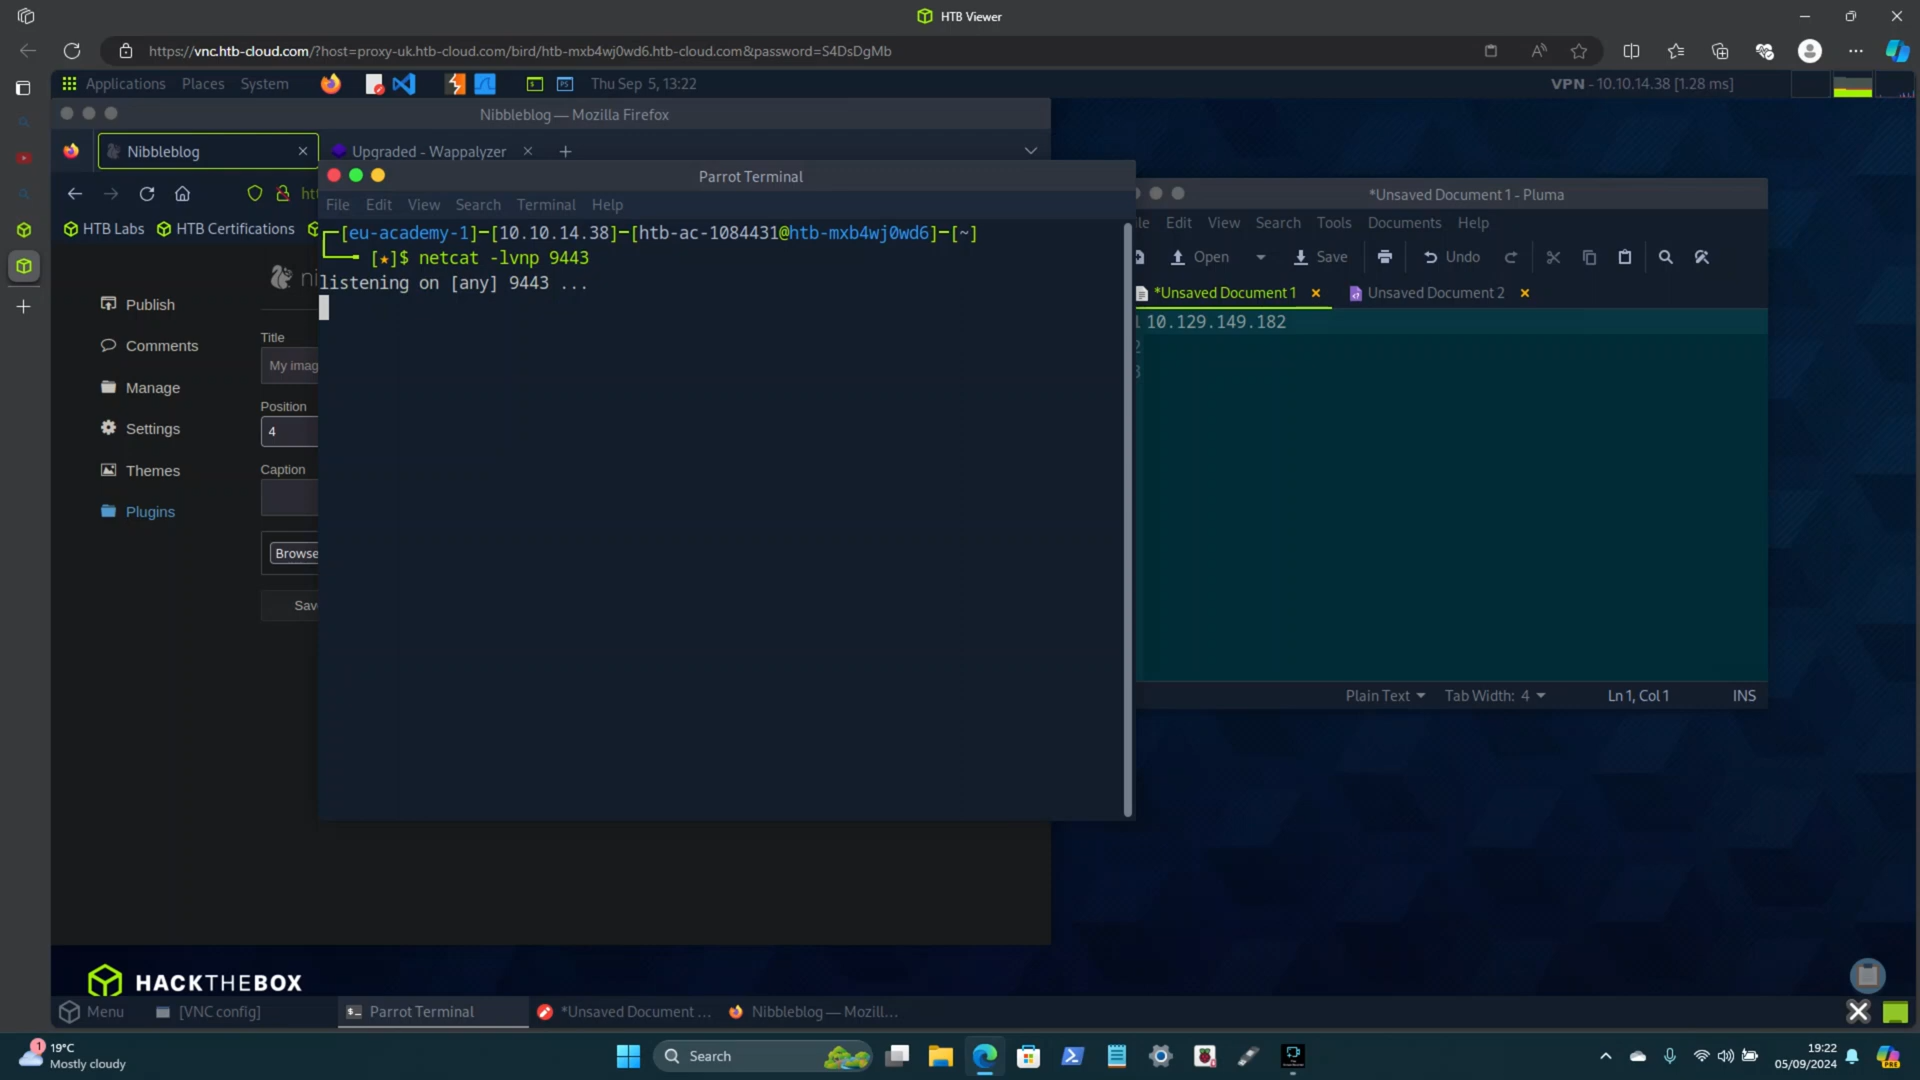 HTB Viewer
https://vnc.htb-cloud.com/?host=proxy-uk.htb-cloud.com/bird/htb-mxb4wj0wd6.htb-cloud.com&password=S4DsDgMb
Applications Places System Thu Sep 5, 13:22 VPN - 10.10.14.38 [1.28 ms]
Nibbleblog — Mozilla Firefox
Nibbleblog
Upgraded - Wappalyzer
HTB Labs
HTB Certifications
Publish
Comments
Manage
Settings
Themes
Plugins
Title
My imag
Position
4
Caption
Browse
Sav
Parrot Terminal
File Edit View Search Terminal Help
[eu-academy-1]-[10.10.14.38]-[htb-ac-1084431@htb-mxb4wj0wd6]-[~]
[★]$ netcat -lvnp 9443
listening on [any] 9443 ...
*Unsaved Document 1 - Pluma
Edit View Search Tools Documents Help
Open Save Undo
*Unsaved Document 1
Unsaved Document 2
10.129.149.182
2
3
Plain Text Tab Width: 4 Ln 1, Col 1 INS
HACKTHEBOX
Menu [VNC config] Parrot Terminal *Unsaved Document ... Nibbleblog — Mozill...
1
19°C
Mostly cloudy
Search
19:22
05/09/2024
PRE